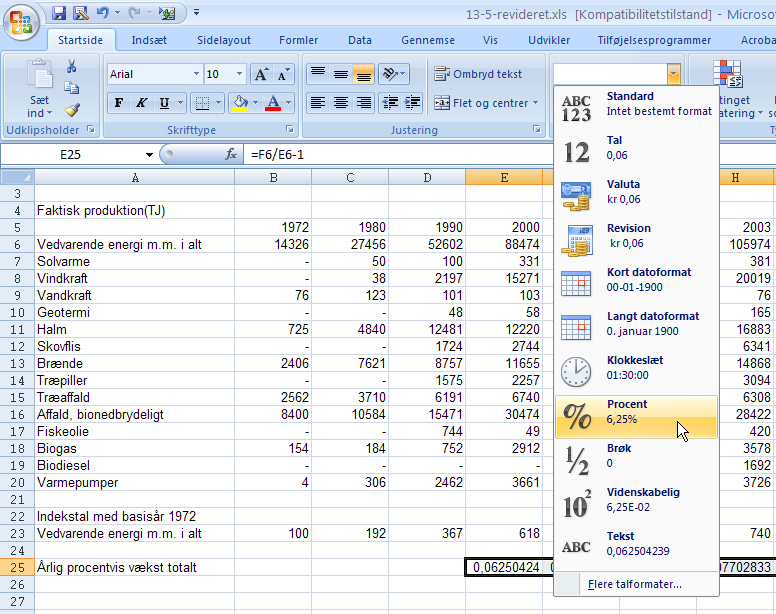 13-5-revideret.xls [Kompatibilitetstilstand] - Microso
Startside Indsæt Sidelayout Formler Data Gennemse Vis Udvikler Tilføjelsesprogrammer Acroba
Sæt ind
Udklipsholder
Arial 10 A A
F K U A
Skrifttype
Ombryd tekst
Flet og centrer
Justering
E25 fx =F6/E6-1
ABC 123 Standard
Intet bestemt format
12 Tal
0,06
Valuta
kr 0,06
Revision
kr 0,06
Kort datoformat
00-01-1900
Langt datoformat
0. januar 1900
Klokkeslæt
01:30:00
% Procent
6,25%
½ Brøk
0
10² Videnskabelig
6,25E-02
ABC Tekst
0,062504239
Flere talformater...
A B C D E H
3
4 Faktisk produktion(TJ)
5 1972 1980 1990 2000 2003
6 Vedvarende energi m.m. i alt 14326 27456 52602 88474 105974
7 Solvarme - 50 100 331 381
8 Vindkraft - 38 2197 15271 20019
9 Vandkraft 76 123 101 103 76
10 Geotermi - - 48 58 165
11 Halm 725 4840 12481 12220 16883
12 Skovflis - - 1724 2744 6341
13 Brænde 2406 7621 8757 11655 14868
14 Træpiller - - 1575 2257 3094
15 Træaffald 2562 3710 6191 6740 6308
16 Affald, bionedbrydeligt 8400 10584 15471 30474 28422
17 Fiskeolie - - 744 49 420
18 Biogas 154 184 752 2912 3578
19 Biodiesel - - - - 1692
20 Varmepumper 4 306 2462 3661 3726
21
22 Indekstal med basisår 1972
23 Vedvarende energi m.m. i alt 100 192 367 618 740
24
25 Årlig procentvis vækst totalt 0,06250424 07702833
26
27